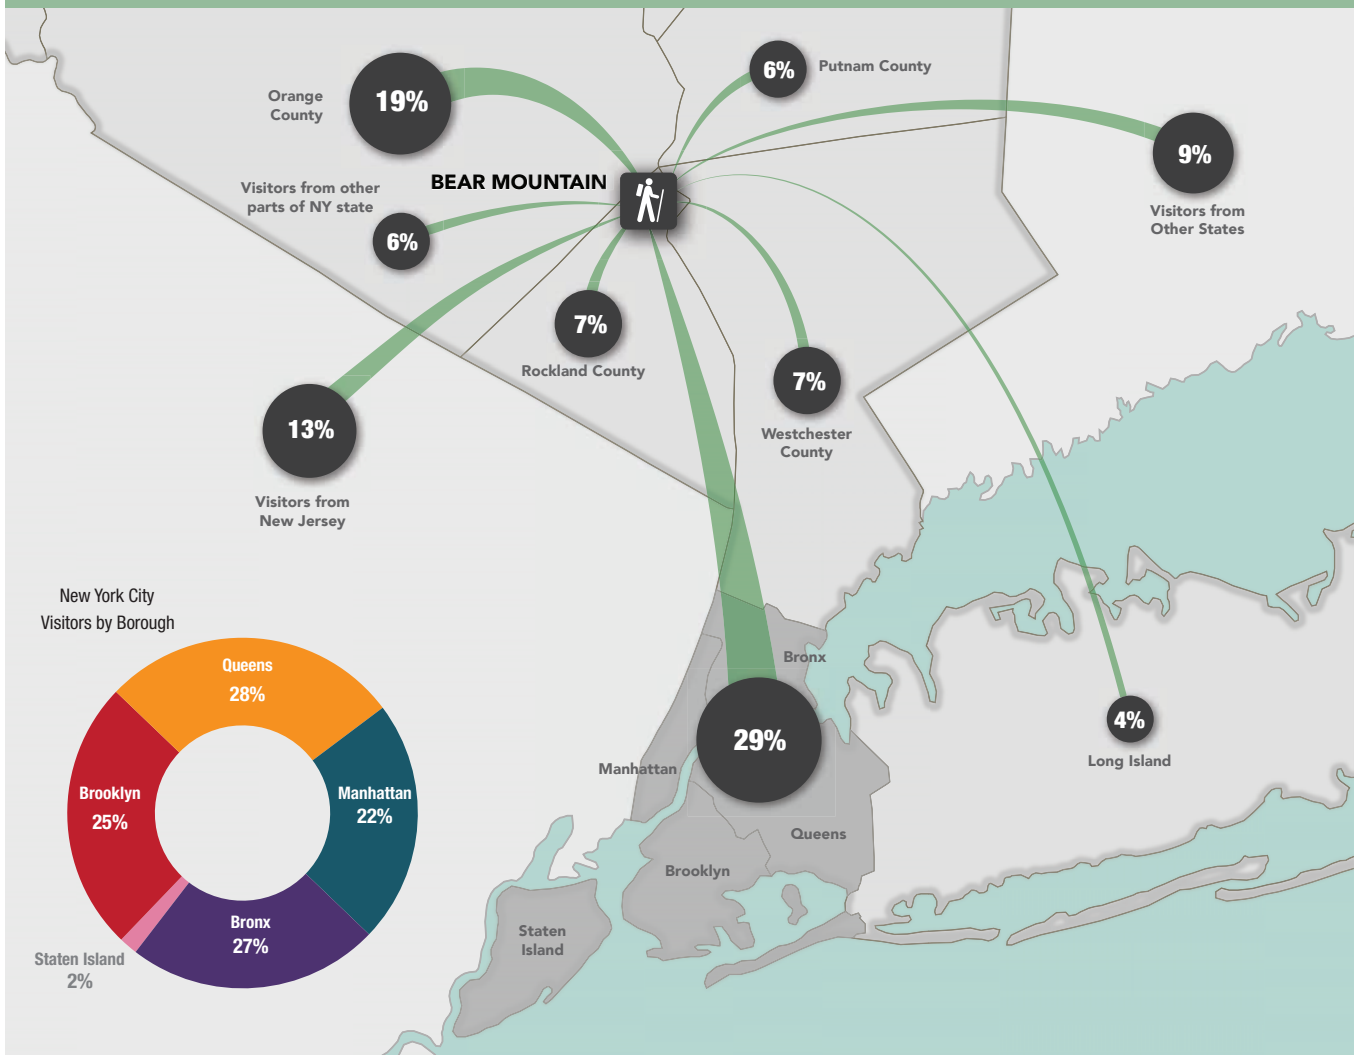 19%
Orange
County
6%
Putnam County
9%
Visitors from
Other States
BEAR MOUNTAIN
Visitors from other
parts of NY state
6%
7%
Rockland County
7%
Westchester
County
13%
Visitors from
New Jersey
New York City
Visitors by Borough
Queens
28%
Brooklyn
25%
Manhattan
22%
Bronx
27%
Staten Island
2%
Bronx
29%
Manhattan
Queens
Brooklyn
Staten
Island
4%
Long Island